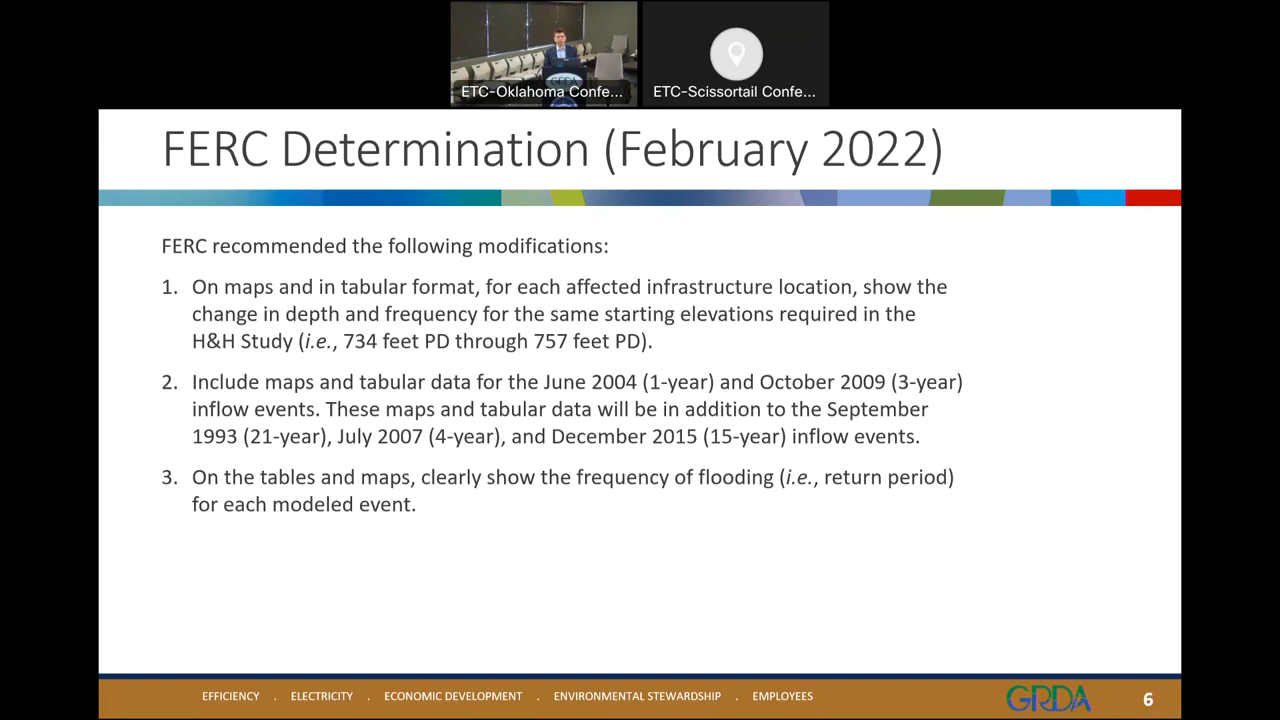 GRDA
ETC-Oklahoma Confe...
ETC-Scissortail Confe...
FERC Determination (February 2022)
FERC recommended the following modifications:
1. On maps and in tabular format, for each affected infrastructure location, show the
change in depth and frequency for the same starting elevations required in the
H&H Study (i.e., 734 feet PD through 757 feet PD).
2. Include maps and tabular data for the June 2004 (1-year) and October 2009 (3-year)
inflow events. These maps and tabular data will be in addition to the September
1993 (21-year), July 2007 (4-year), and December 2015 (15-year) inflow events.
3. On the tables and maps, clearly show the frequency of flooding (i.e., return period)
for each modeled event.
EFFICIENCY . ELECTRICITY . ECONOMIC DEVELOPMENT . ENVIRONMENTAL STEWARDSHIP . EMPLOYEES
GRDA
6